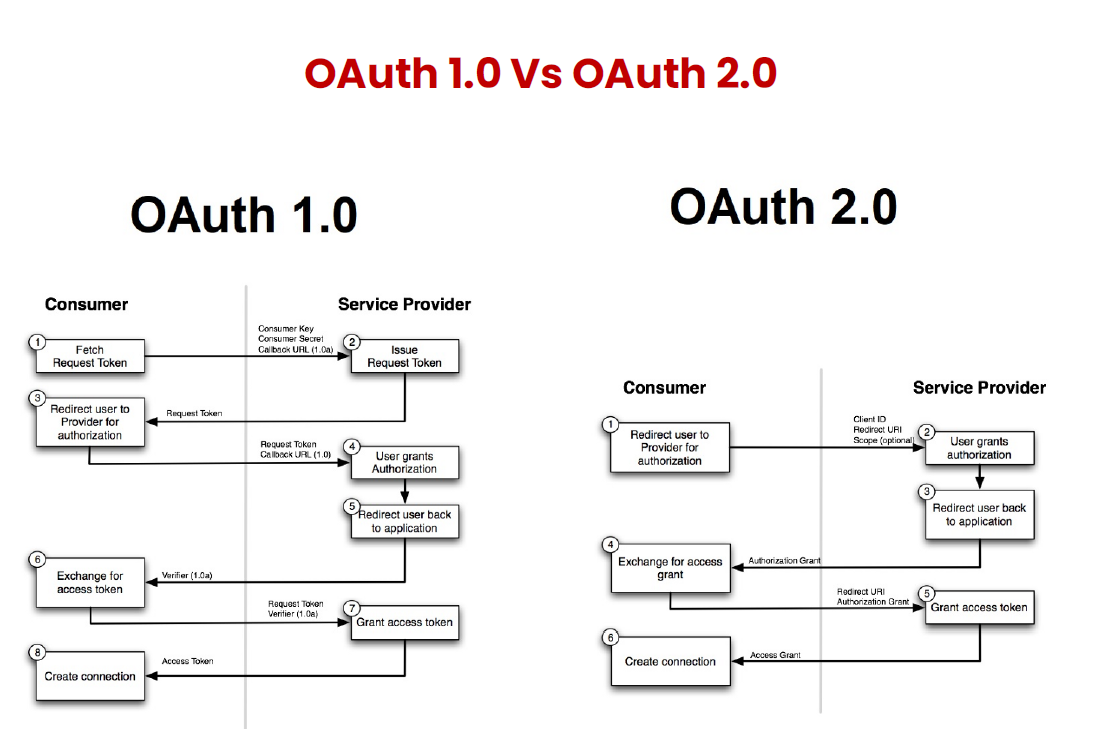 OAuth 1.0 Vs OAuth 2.0
OAuth 1.0
Consumer
Service Provider
1
Fetch
Request Token
Consumer Key
Consumer Secret
Callback URL (1.0a)
2
Issue
Request Token
3
Redirect user to
Provider for
authorization
Request Token
Request Token
Callback URL (1.0)
4
User grants
Authorization
5
Redirect user back
to application
6
Exchange for
access token
Verifier (1.0a)
Request Token
Verifier (1.0a)
7
Grant access token
8
Create connection
Access Token
OAuth 2.0
Consumer
Service Provider
1
Redirect user to
Provider for
authorization
Client ID
Redirect URI
Scope (optional)
2
User grants
authorization
3
Redirect user back
to application
4
Exchange for access
grant
Authorization Grant
Redirect URI
Authorization Grant
5
Grant access token
6
Create connection
Access Grant